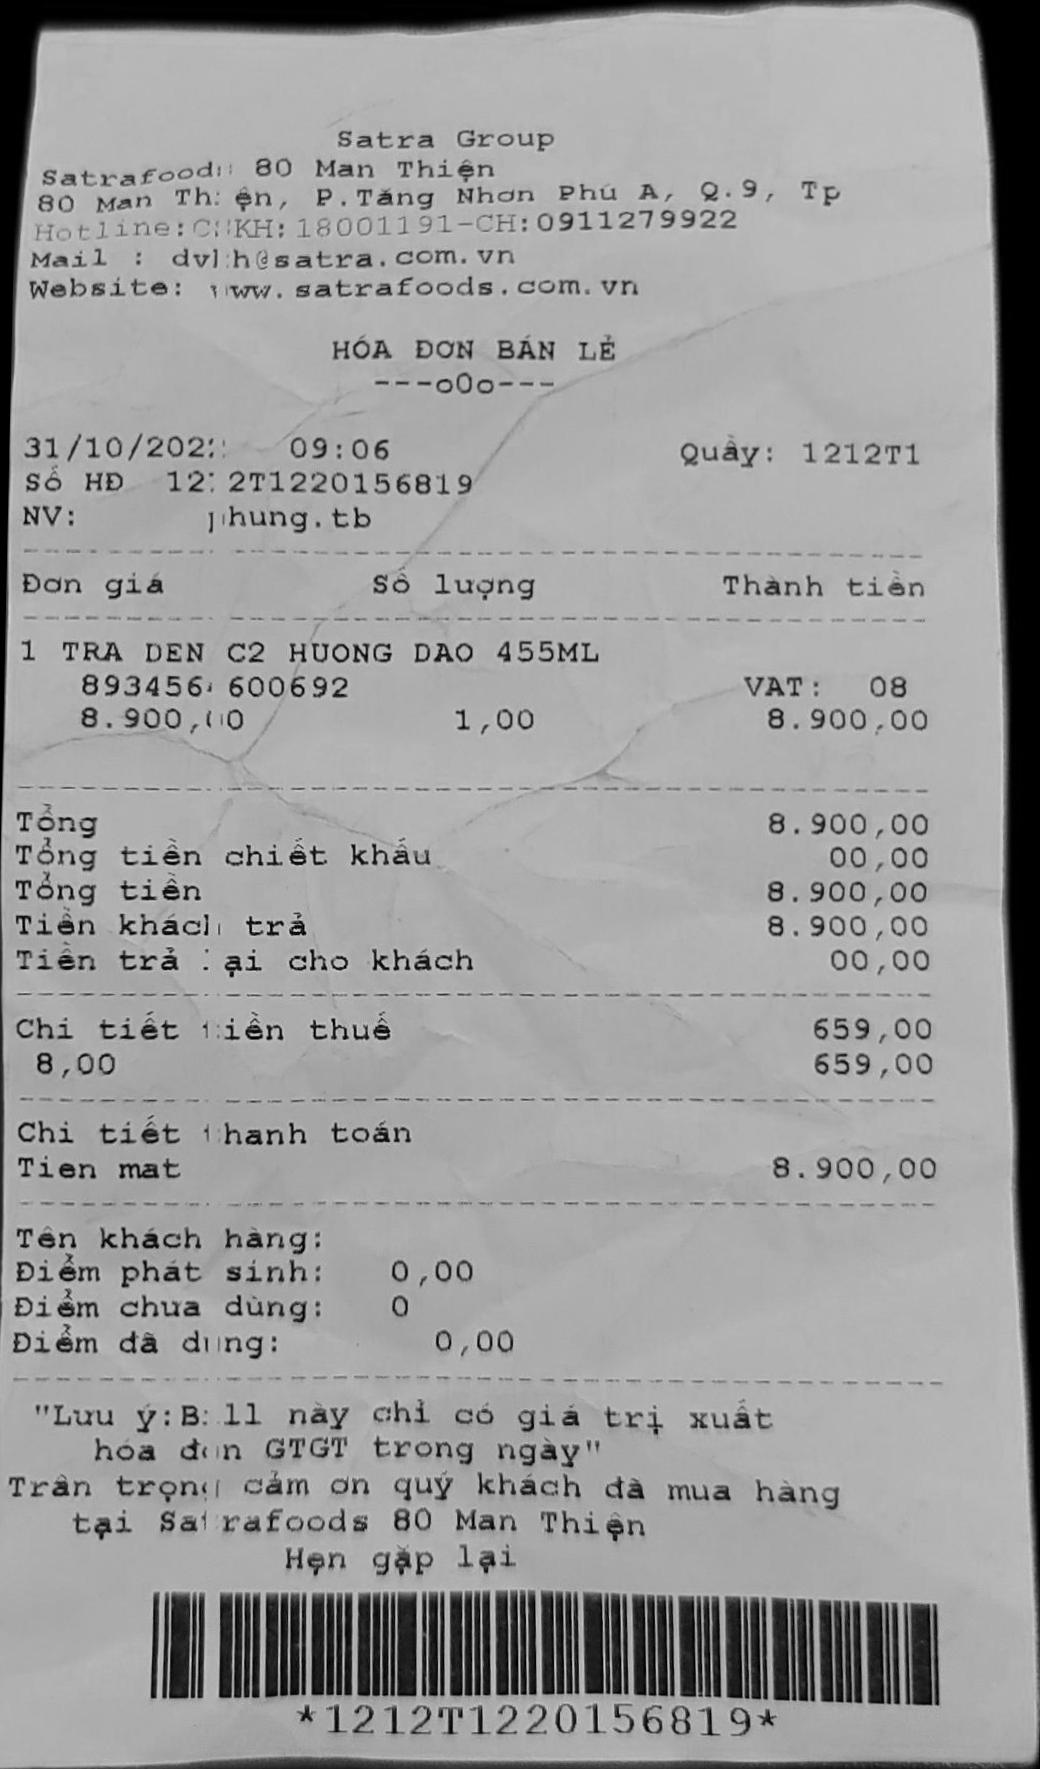 Satra Group
Satrafoods 80 Man Thiện
80 Man Thiện, P.Tăng Nhơn Phú A, Q.9, Tp
Hotline:CSKH:18001191-CH:0911279922
Mail : dvkh@satra.com.vn
Website: www.satrafoods.com.vn
HÓA ĐƠN BÁN LẺ
---o0o---
31/10/2022 09:06 Quầy: 1212T1
Số HĐ 1212T1220156819
NV: phung.tb
Đơn giá Số lượng Thành tiền
1 TRA DEN C2 HUONG DAO 455ML
8934564600692 VAT: 08
8.900,00 1,00 8.900,00
Tổng 8.900,00
Tổng tiền chiết khấu 00,00
Tổng tiền 8.900,00
Tiền khách trả 8.900,00
Tiền trả lại cho khách 00,00
Chi tiết tiền thuế 659,00
8,00 659,00
Chi tiết thanh toán
Tien mat 8.900,00
Tên khách hàng:
Điểm phát sinh: 0,00
Điểm chưa dùng: 0
Điểm đã dùng: 0,00
"Lưu ý:Bill này chỉ có giá trị xuất
hóa đơn GTGT trong ngày"
Trân trọng cảm ơn quý khách đã mua hàng
tại Satrafoods 80 Man Thiện
Hẹn gặp lại
*1212T1220156819*